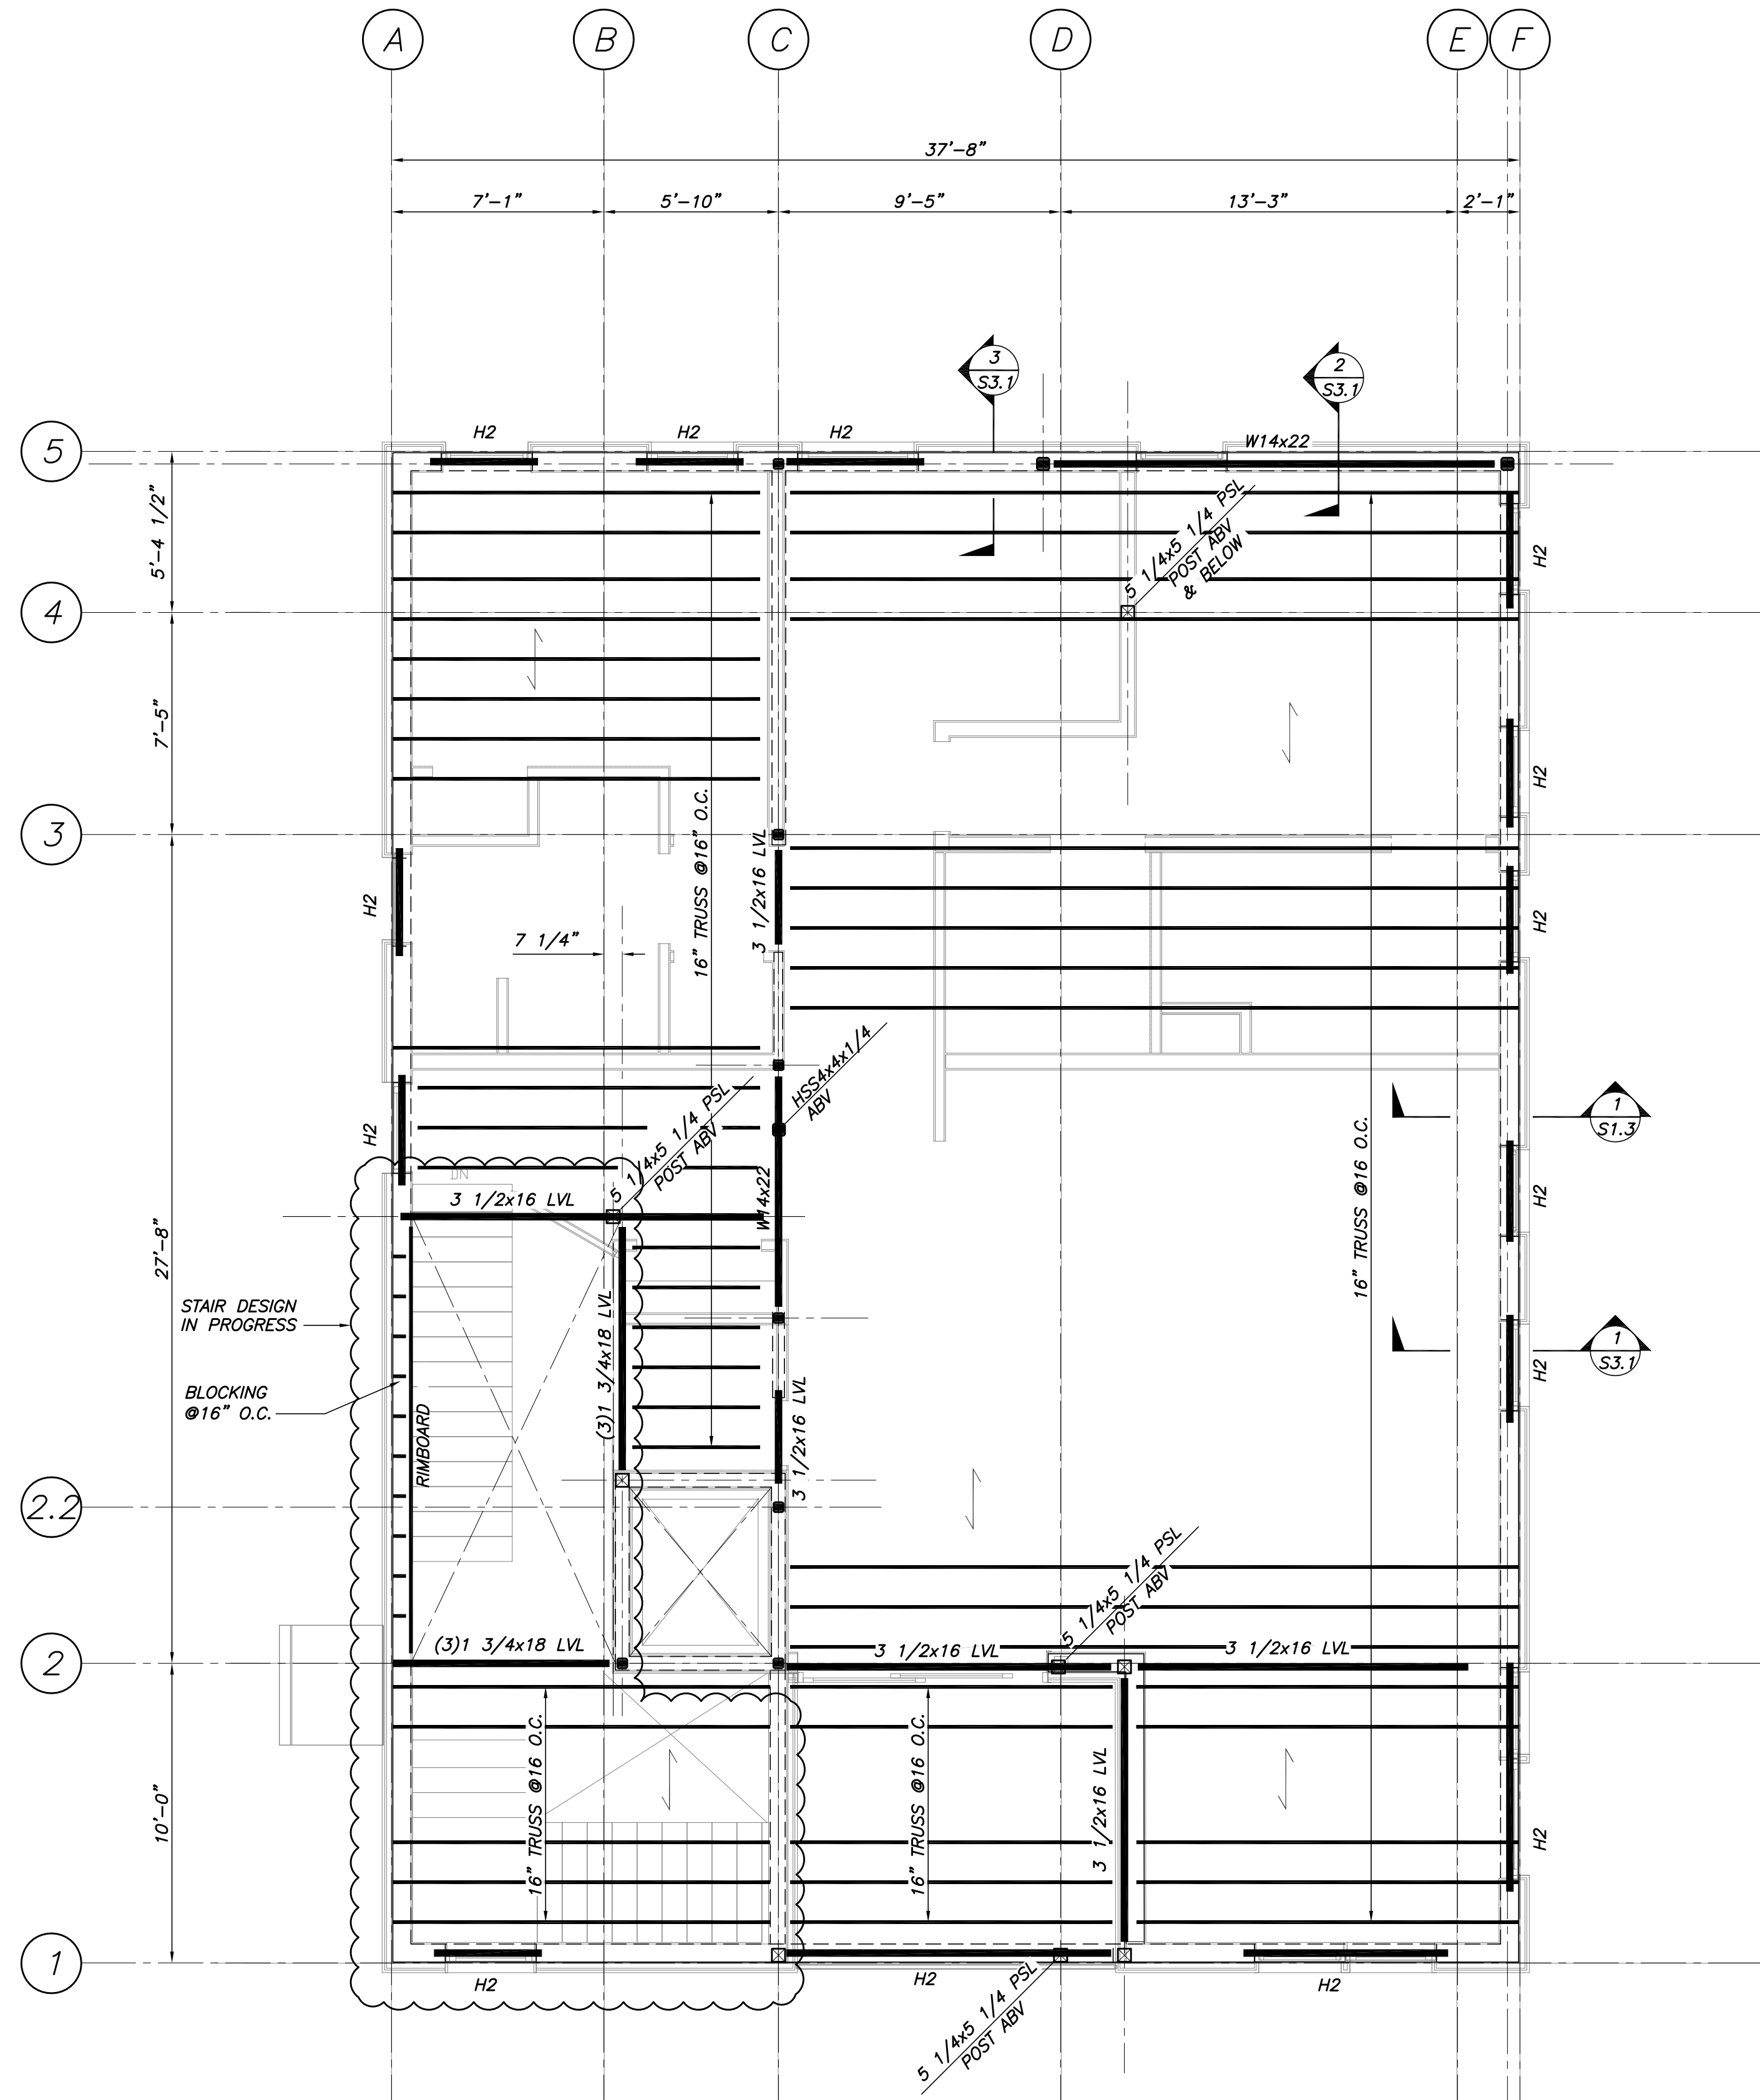 A
B
C
D
E
F
37'-8"
7'-1"
5'-10"
9'-5"
13'-3"
2'-1"
3
S3.1
2
S3.1
5
H2
H2
H2
W14x22
5'-4 1/2"
5 1/4x5 1/4 PSL
POST ABV
& BELOW
H2
4
7'-5"
H2
3
16" TRUSS @16" O.C.
3 1/2x16 LVL
H2
H2
7 1/4"
HSS4x4x1/4
ABV
H2
5 1/4x5 1/4 PSL
POST ABV
1
S1.3
DN
3 1/2x16 LVL
W14x22
H2
16" TRUSS @16 O.C.
27'-8"
STAIR DESIGN
IN PROGRESS
(3)1 3/4x18 LVL
1
S3.1
H2
BLOCKING
@16" O.C.
RIMBOARD
3 1/2x16 LVL
2.2
5 1/4x5 1/4 PSL
POST ABV
2
(3)1 3/4x18 LVL
3 1/2x16 LVL
3 1/2x16 LVL
10'-0"
16" TRUSS @16 O.C.
16" TRUSS @16 O.C.
3 1/2x16 LVL
H2
1
H2
H2
H2
5 1/4x5 1/4 PSL
POST ABV